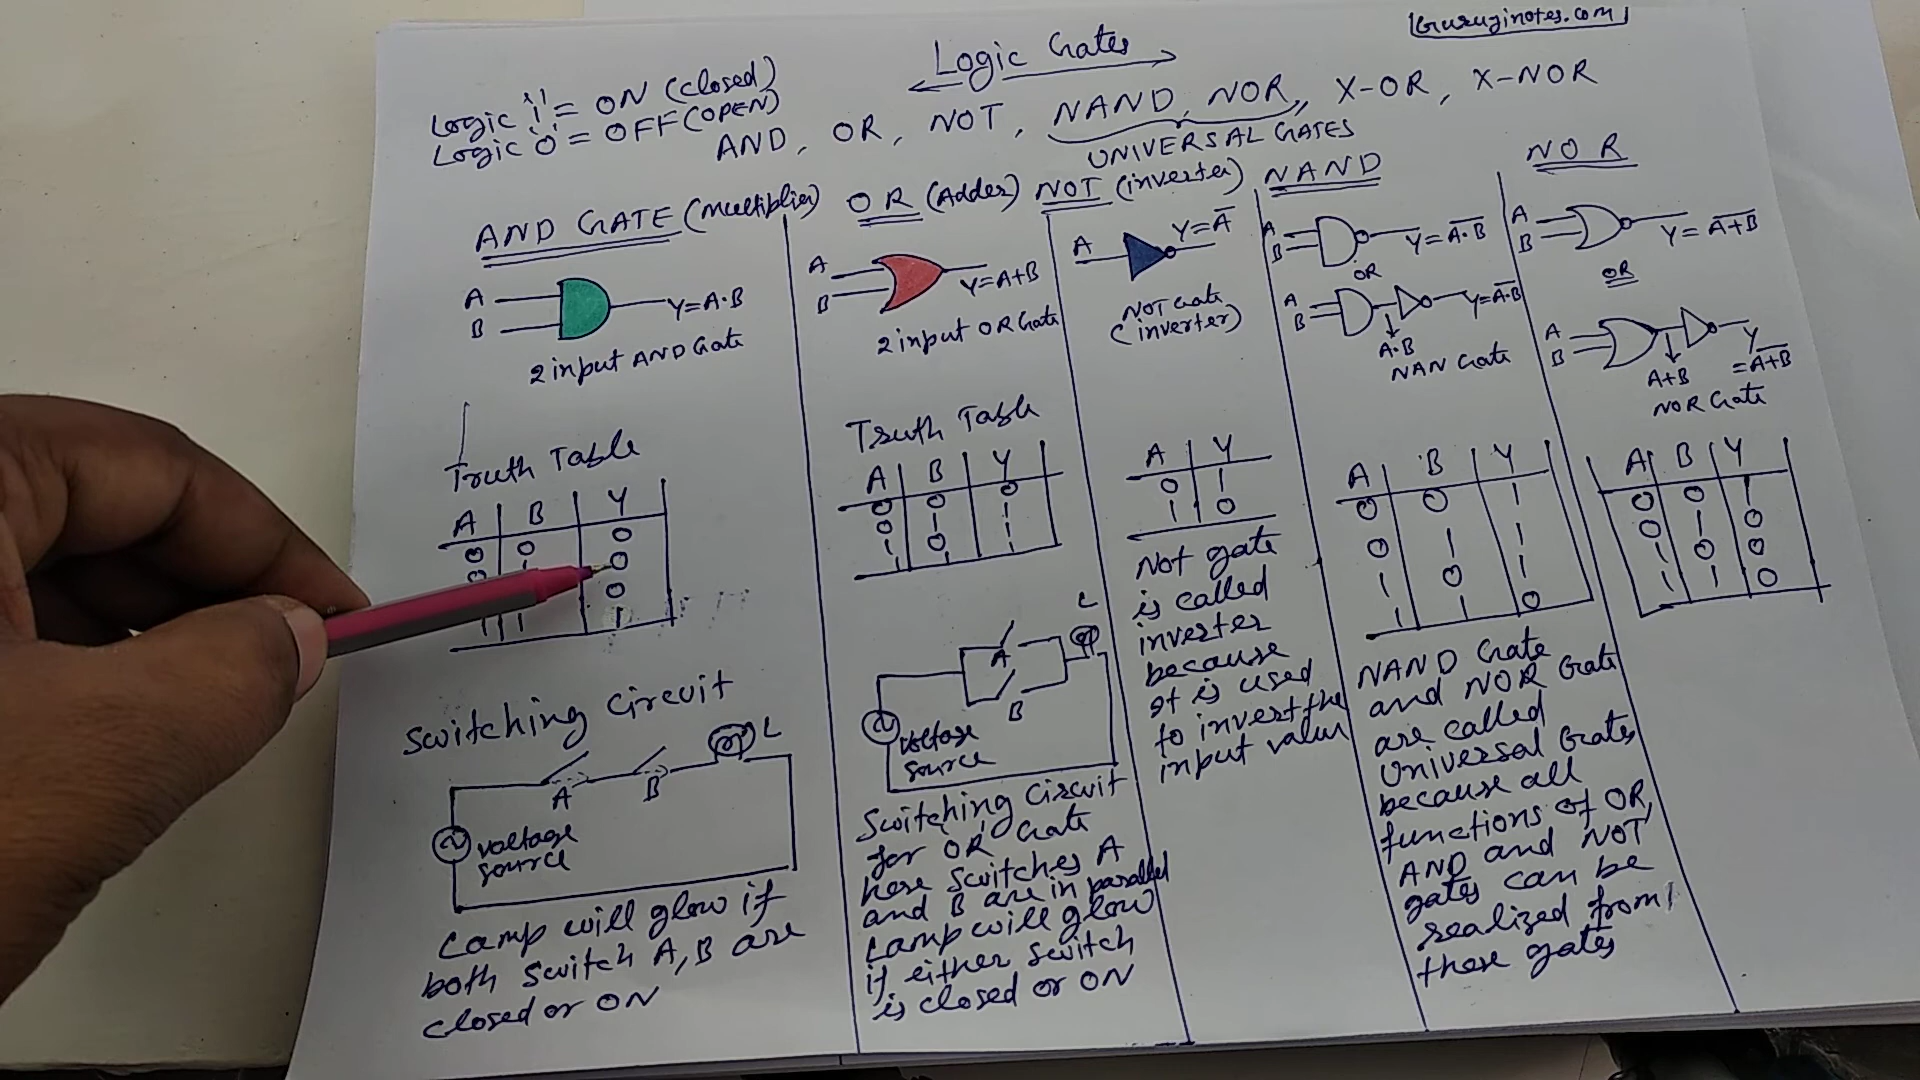 Gurujinotes.com
Logic Gates
Logic '1' = ON (closed)
Logic '0' = OFF (OPEN)
AND, OR, NOT, NAND, NOR, X-OR, X-NOR
UNIVERSAL GATES
AND GATE (Multiplier)
A
B
Y=A·B
2 input AND Gate
Truth Table
A B Y
0 0 0
0
0
1 1 1
Switching circuit
A B L
voltage
source
Lamp will glow if
both switch A, B are
closed or ON
OR (Adder)
A
B
Y=A+B
2 input OR Gate
Truth Table
A B Y
0 0 0
0 1 1
1 0 1
1 1 1
L
A
B
voltage
source
Switching circuit
for OR Gate
here switches A
and B are in parallel
Lamp will glow
if either switch
is closed or ON
NOT (inverter)
A
Y=A̅
NOT Gate
(inverter)
A Y
0 1
1 0
Not gate
is called
inverter
because
It is used
to invert the
input value
NAND
A
B
Y=A̅·̅B̅
OR
A
B
Y=A̅·̅B̅
A·B
NAN Gate
A B Y
0 0 1
0 1 1
1 0 1
1 1 0
NAND Gate
and NOR Gate
are called
Universal Gates
because all
functions of OR,
AND and NOT
gates can be
realized from
these gates
NOR
A
B
Y=A̅+̅B̅
OR
A
B
Y
=A̅+̅B̅
A+B
NOR Gate
A B Y
0 0 1
0 1 0
1 0 0
1 1 0